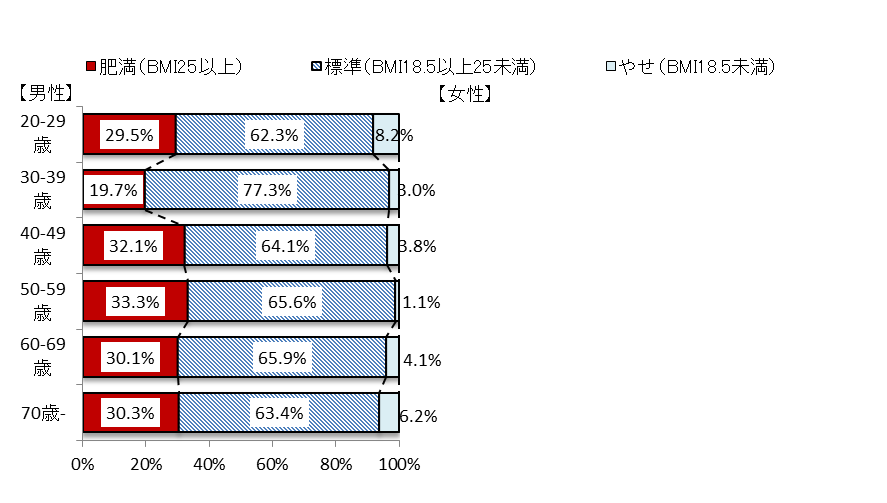 肥満（BMI25以上） 標準（BMI18.5以上25未満） やせ（BMI18.5未満）
【男性】 【女性】
20-29
歳
29.5% 62.3% 8.2%
30-39
歳
19.7% 77.3% 3.0%
40-49
歳
32.1% 64.1% 3.8%
50-59
歳
33.3% 65.6% 1.1%
60-69
歳
30.1% 65.9% 4.1%
70歳- 30.3% 63.4% 6.2%
0% 20% 40% 60% 80% 100%